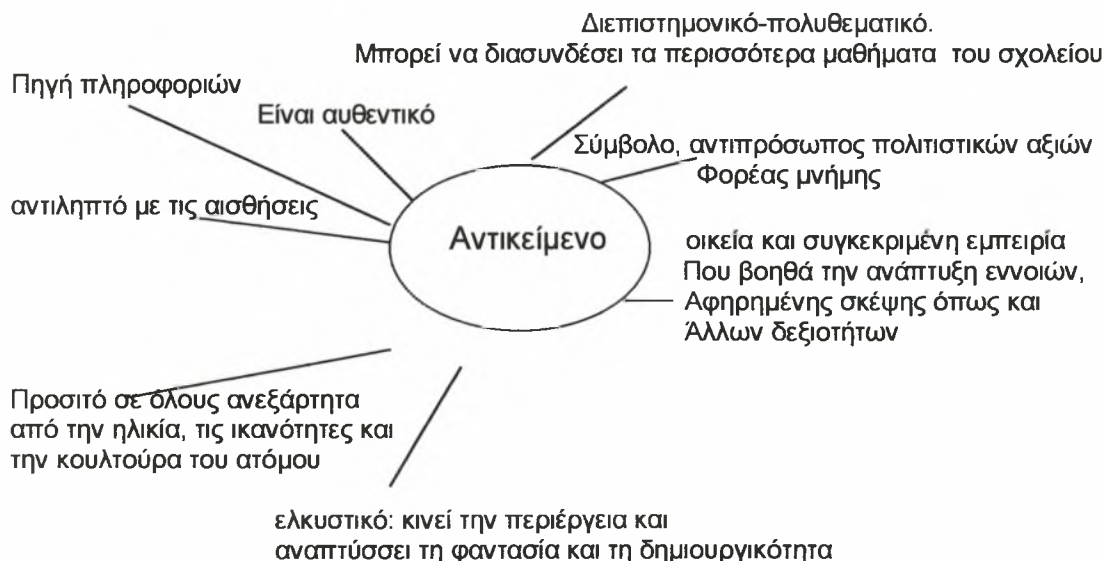 Διεπιστημονικό-πολυθεματικό.
Μπορεί να διασυνδέσει τα περισσότερα μαθήματα του σχολείου
Πηγή πληροφοριών
Είναι αυθεντικό
Σύμβολο, αντιπρόσωπος πολιτιστικών αξιών
Φορέας μνήμης
αντιληπτό με τις αισθήσεις
Αντικείμενο
οικεία και συγκεκριμένη εμπειρία
Που βοηθά την ανάπτυξη εννοιών,
Αφηρημένης σκέψης όπως και
Άλλων δεξιοτήτων
Προσιτό σε όλους ανεξάρτητα
από την ηλικία, τις ικανότητες και
την κουλτούρα του ατόμου
ελκυστικό: κινεί την περιέργεια και
αναπτύσσει τη φαντασία και τη δημιουργικότητα